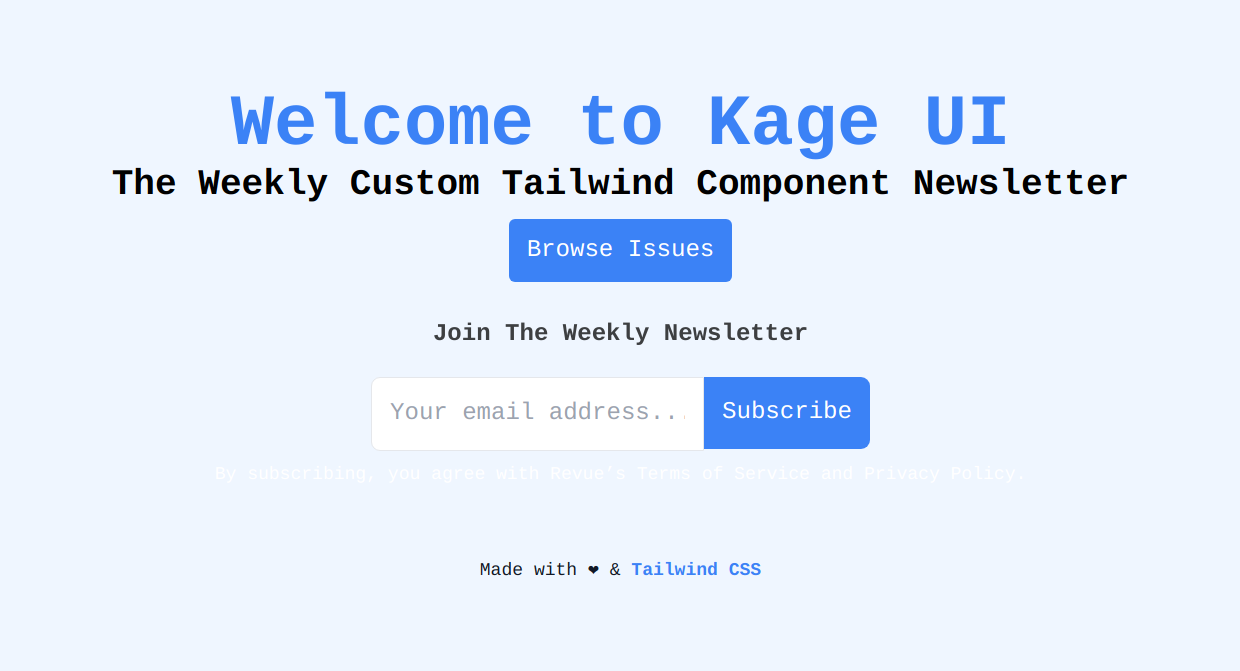 Welcome to Kage UI
The Weekly Custom Tailwind Component Newsletter
Browse Issues
Join The Weekly Newsletter
Your email address...
Subscribe
By subscribing, you agree with Revue's Terms of Service and Privacy Policy.
Made with ❤ & Tailwind CSS